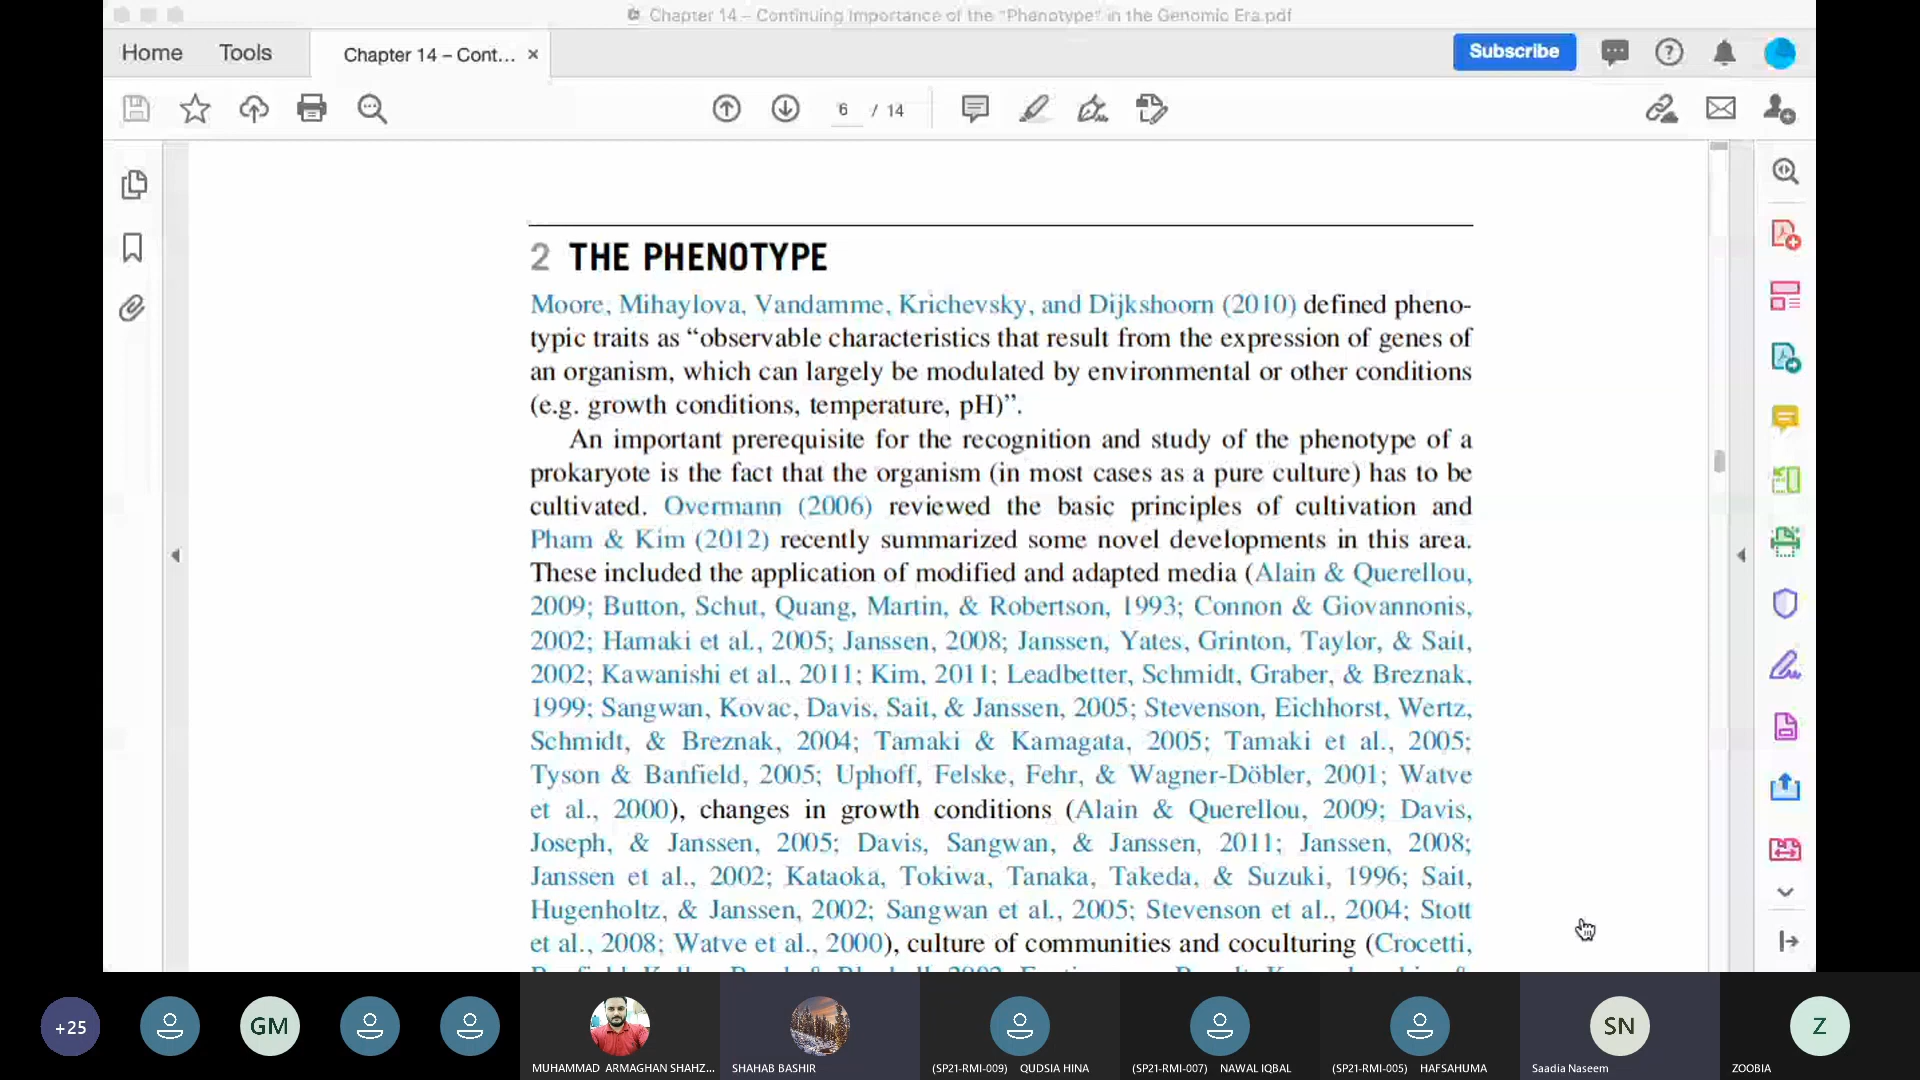 Chapter 14 – Continuing Importance of the "Phenotype" in the Genomic Era.pdf
Home Tools Chapter 14 – Cont... × Subscribe
6 / 14
2 THE PHENOTYPE
Moore, Mihaylova, Vandamme, Krichevsky, and Dijkshoorn (2010) defined pheno-
typic traits as “observable characteristics that result from the expression of genes of
an organism, which can largely be modulated by environmental or other conditions
(e.g. growth conditions, temperature, pH)”.
An important prerequisite for the recognition and study of the phenotype of a
prokaryote is the fact that the organism (in most cases as a pure culture) has to be
cultivated. Overmann (2006) reviewed the basic principles of cultivation and
Pham & Kim (2012) recently summarized some novel developments in this area.
These included the application of modified and adapted media (Alain & Querellou,
2009; Button, Schut, Quang, Martin, & Robertson, 1993; Connon & Giovannonis,
2002; Hamaki et al., 2005; Janssen, 2008; Janssen, Yates, Grinton, Taylor, & Sait,
2002; Kawanishi et al., 2011; Kim, 2011; Leadbetter, Schmidt, Graber, & Breznak,
1999; Sangwan, Kovac, Davis, Sait, & Janssen, 2005; Stevenson, Eichhorst, Wertz,
Schmidt, & Breznak, 2004; Tamaki & Kamagata, 2005; Tamaki et al., 2005;
Tyson & Banfield, 2005; Uphoff, Felske, Fehr, & Wagner-Döbler, 2001; Watve
et al., 2000), changes in growth conditions (Alain & Querellou, 2009; Davis,
Joseph, & Janssen, 2005; Davis, Sangwan, & Janssen, 2011; Janssen, 2008;
Janssen et al., 2002; Kataoka, Tokiwa, Tanaka, Takeda, & Suzuki, 1996; Sait,
Hugenholtz, & Janssen, 2002; Sangwan et al., 2005; Stevenson et al., 2004; Stott
et al., 2008; Watve et al., 2000), culture of communities and coculturing (Crocetti,
+25 GM SN Z
MUHAMMAD ARMAGHAN SHAHZ... SHAHAB BASHIR (SP21-RMI-009) QUDSIA HINA (SP21-RMI-007) NAWAL IQBAL (SP21-RMI-005) HAFSAHUMA Saadia Naseem ZOOBIA